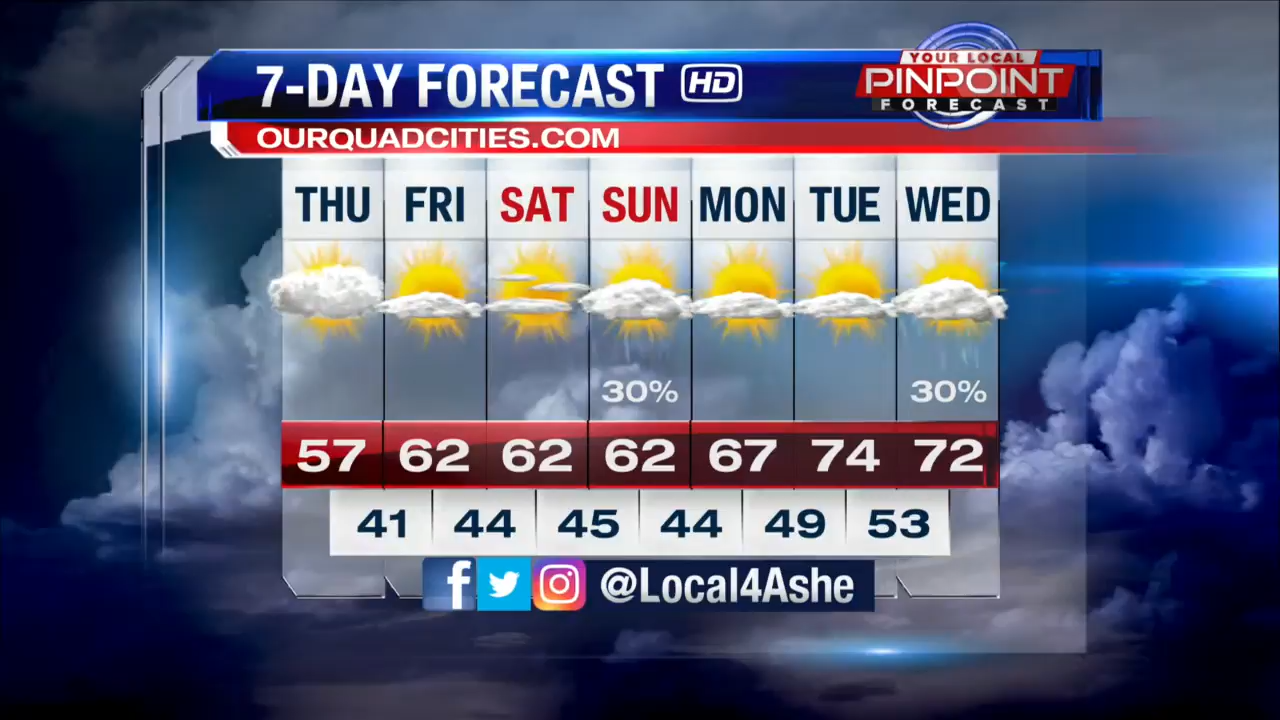 7-DAY FORECAST HD
YOUR LOCAL
PINPOINT
FORECAST
OURQUADCITIES.COM
THU FRI SAT SUN MON TUE WED
30% 30%
57 62 62 62 67 74 72
41 44 45 44 49 53
f @Local4Ashe